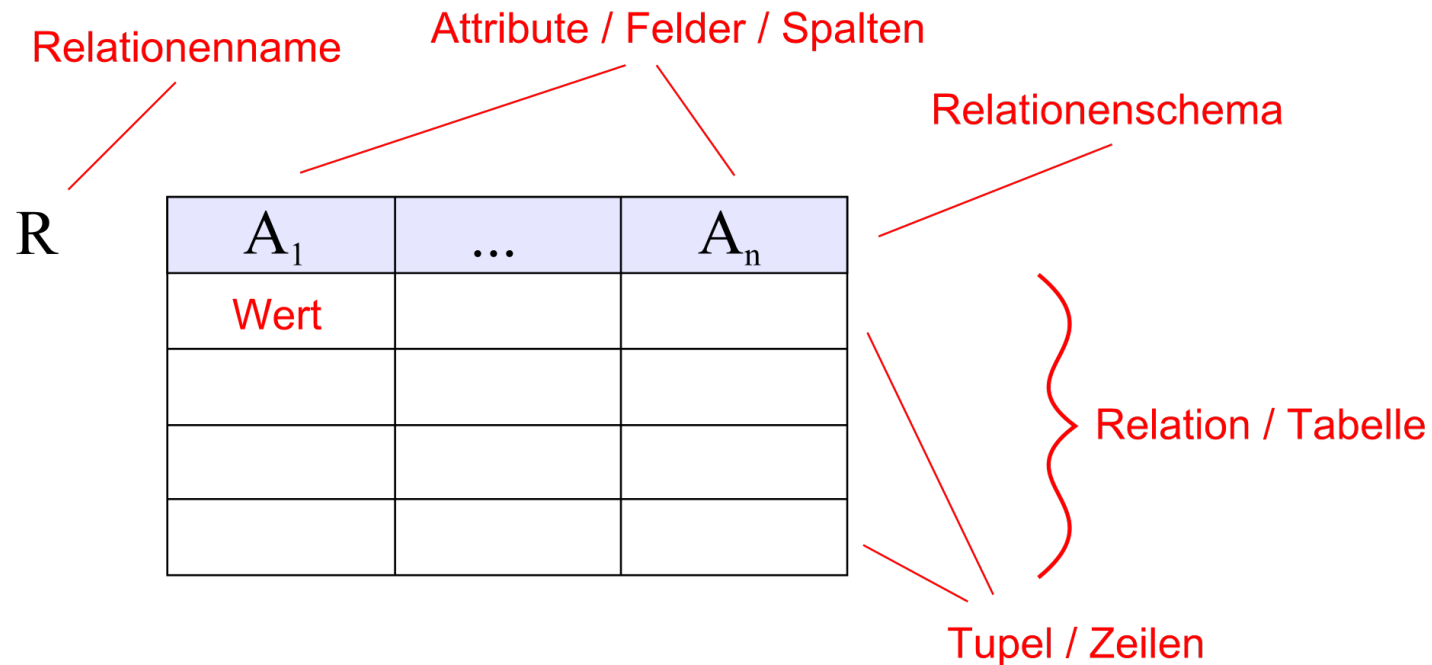 Relationenname
Attribute / Felder / Spalten
Relationenschema
R
A₁ ... Aₙ
Wert
Relation / Tabelle
Tupel / Zeilen